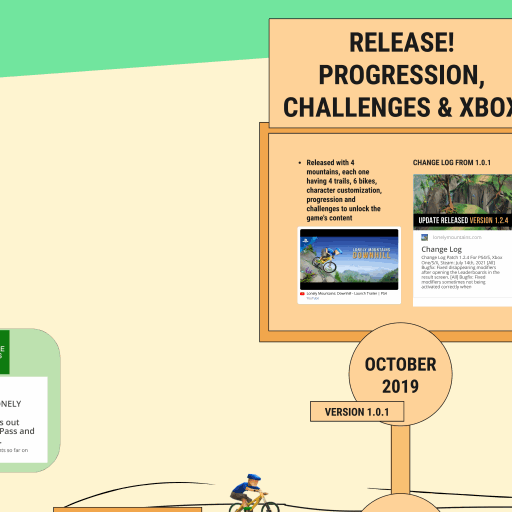 RELEASE!
PROGRESSION,
CHALLENGES & XBOX
• Released with 4
mountains, each one
having 4 trails, 6 bikes,
character customization,
progression and
challenges to unlock the
game's content
LONELY MOUNTAINS
DOWNHILL
Lonely Mountains: Downhill - Launch Trailer | PS4
YouTube
CHANGE LOG FROM 1.0.1
UPDATE RELEASED VERSION 1.2.4
lonelymountains.com
Change Log
Change Log Patch 1.2.4 For PS4/5, Xbox
One/S/X, Steam: July 14th, 2021 [All]
Bugfix: Fixed disappearing modifiers
after opening the Leaderboards in the
result screen. [All] Bugfix: Fixed
modifiers sometimes not being
activated correctly when
OCTOBER
2019
VERSION 1.0.1
E
S
NELY
s out
Pass and
sts so far on